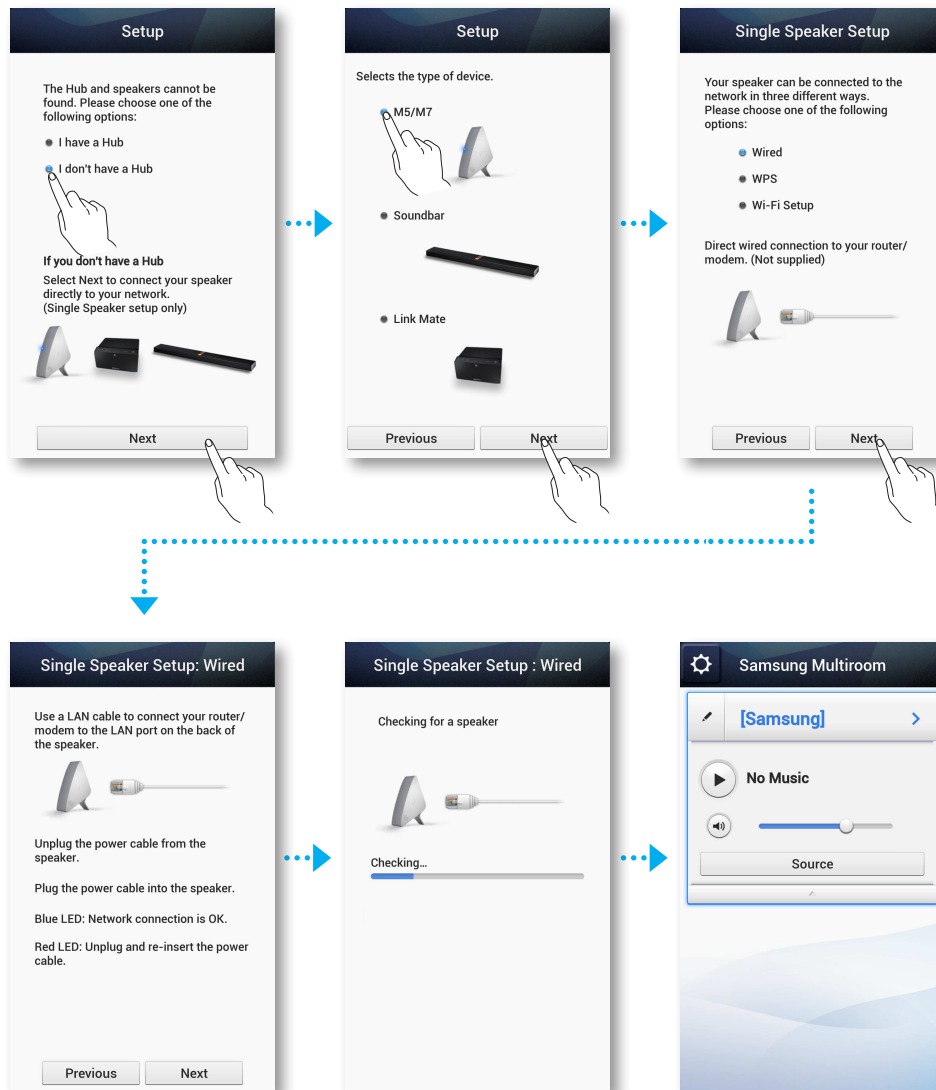 Setup
The Hub and speakers cannot be
found. Please choose one of the
following options:
I have a Hub
I don't have a Hub
If you don't have a Hub
Select Next to connect your speaker
directly to your network.
(Single Speaker setup only)
Next
Setup
Selects the type of device.
M5/M7
Soundbar
Link Mate
Previous
Next
Single Speaker Setup
Your speaker can be connected to the
network in three different ways.
Please choose one of the following
options:
Wired
WPS
Wi-Fi Setup
Direct wired connection to your router/
modem. (Not supplied)
Previous
Next
Single Speaker Setup: Wired
Use a LAN cable to connect your router/
modem to the LAN port on the back of
the speaker.
Unplug the power cable from the
speaker.
Plug the power cable into the speaker.
Blue LED: Network connection is OK.
Red LED: Unplug and re-insert the power
cable.
Previous
Next
Single Speaker Setup : Wired
Checking for a speaker
Checking...
Samsung Multiroom
[Samsung]
No Music
Source